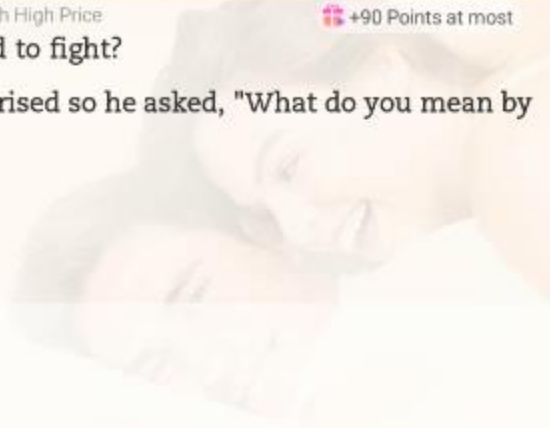 h High Price
+90 Points at most
d to fight?
rised so he asked, "What do you mean by